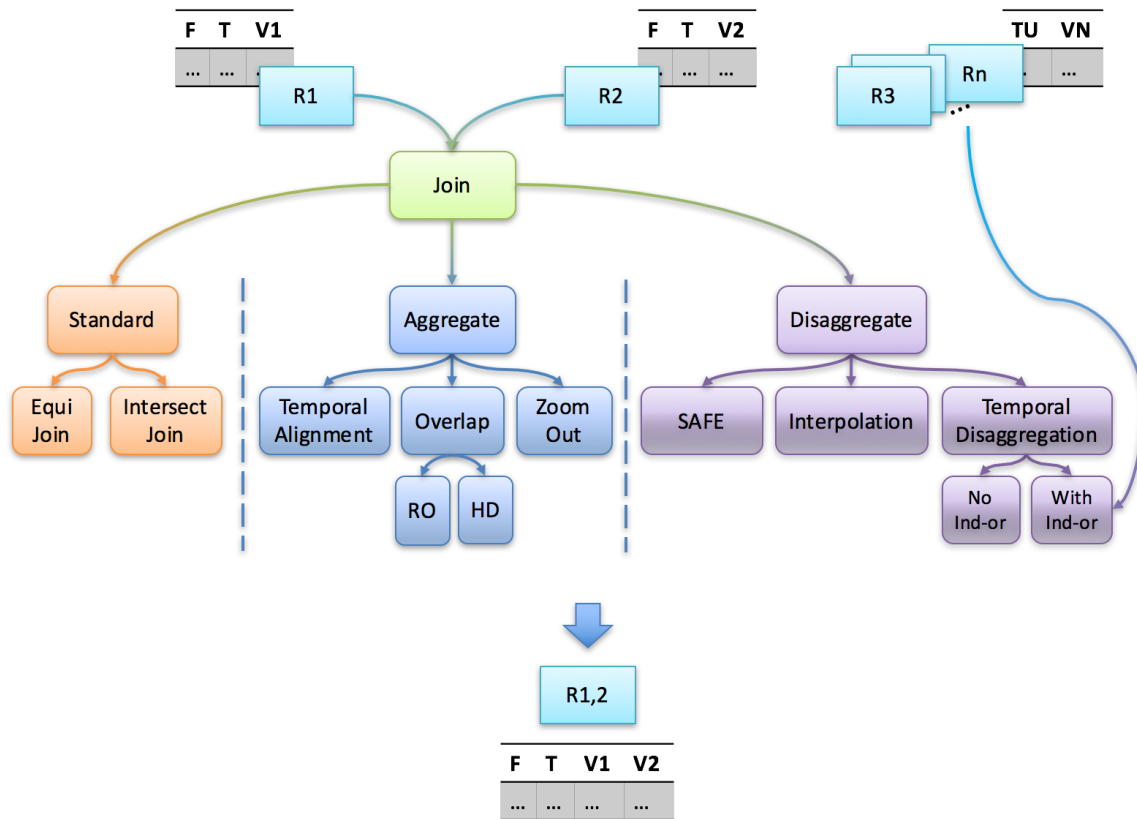 F T V1
... ... ...
R1
F T V2
... ... ...
R2
TU VN
... ...
R3
Rn
...
Join
Standard
Aggregate
Disaggregate
Equi
Join
Intersect
Join
Temporal
Alignment
Overlap
Zoom
Out
SAFE
Interpolation
Temporal
Disaggregation
RO
HD
No
Ind-or
With
Ind-or
R1,2
F T V1 V2
... ... ... ...